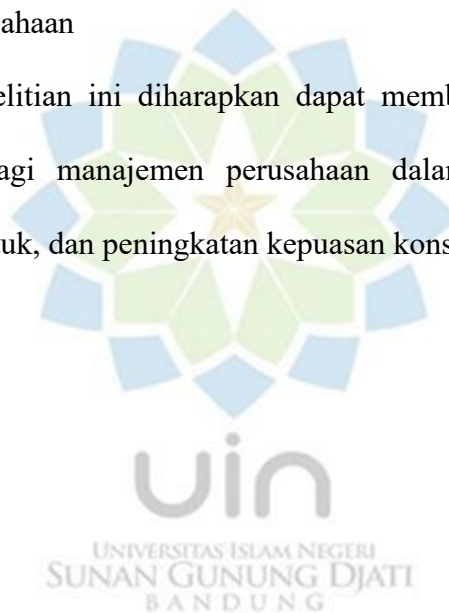 ahaan
elitian ini diharapkan dapat memb
agi manajemen perusahaan dalan
uk, dan peningkatan kepuasan kons
uin
UNIVERSITAS ISLAM NEGERI
SUNAN GUNUNG DJATI
BANDUNG